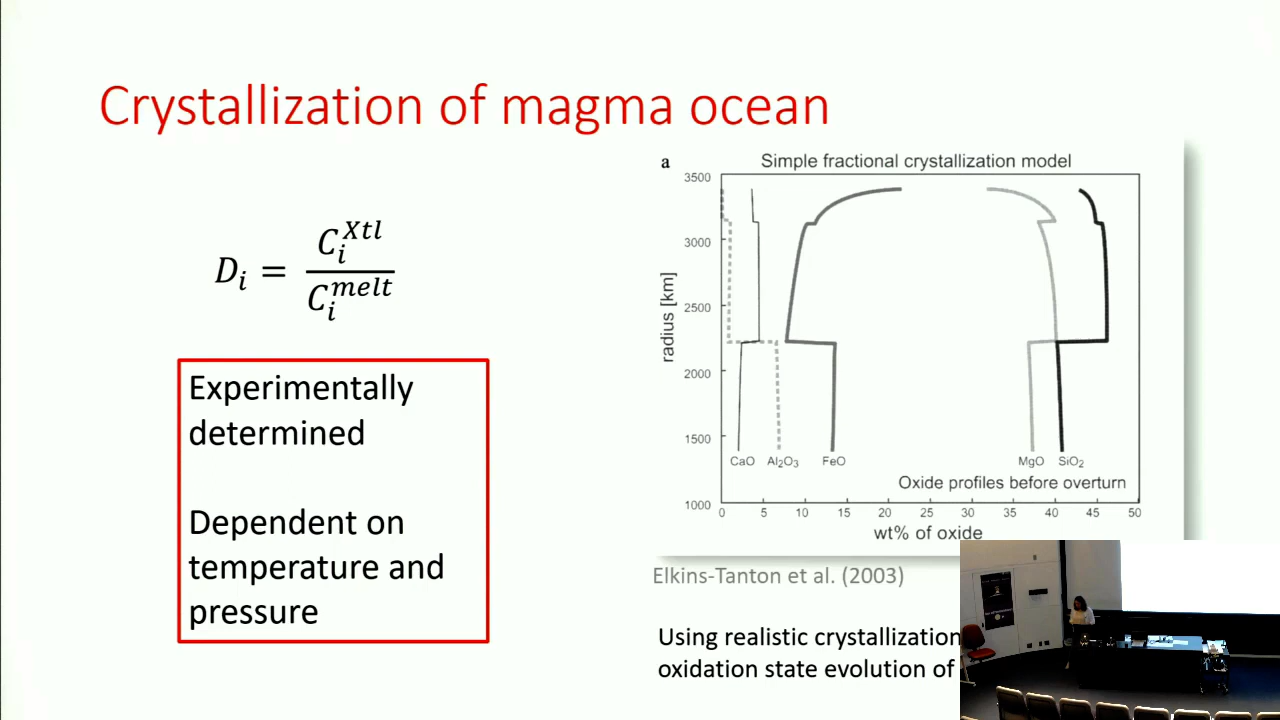 Crystallization of magma ocean
D_i = C_i^Xtl / C_i^melt
Experimentally
determined
Dependent on
temperature and
pressure
a
Simple fractional crystallization model
3500
3000
2500
2000
1500
1000
radius [km]
CaO Al₂O₃ FeO MgO SiO₂
Oxide profiles before overturn
0 5 10 15 20 25 30 35 40 45 50
wt% of oxide
Elkins-Tanton et al. (2003)
Using realistic crystallization
oxidation state evolution of